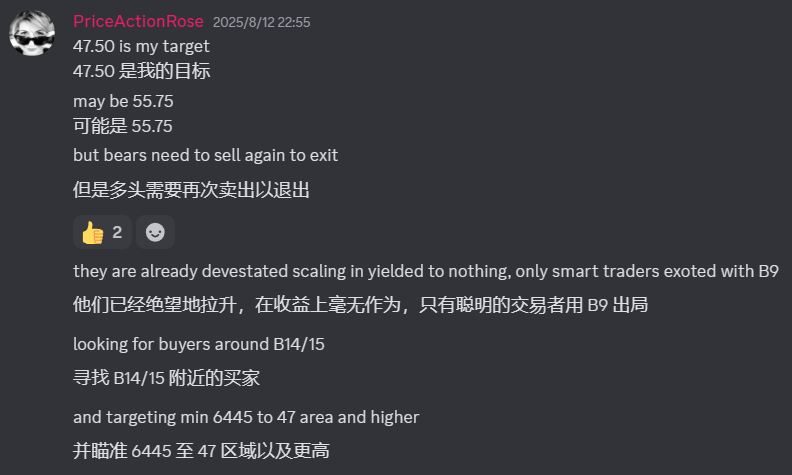 PriceActionRose 2025/8/12 22:55
47.50 is my target
47.50 是我的目标
may be 55.75
可能是 55.75
but bears need to sell again to exit
但是多头需要再次卖出以退出
👍 2
they are already devestated scaling in yielded to nothing, only smart traders exoted with B9
他们已经绝望地拉升，在收益上毫无作为，只有聪明的交易者用 B9 出局
looking for buyers around B14/15
寻找 B14/15 附近的买家
and targeting min 6445 to 47 area and higher
并瞄准 6445 至 47 区域以及更高